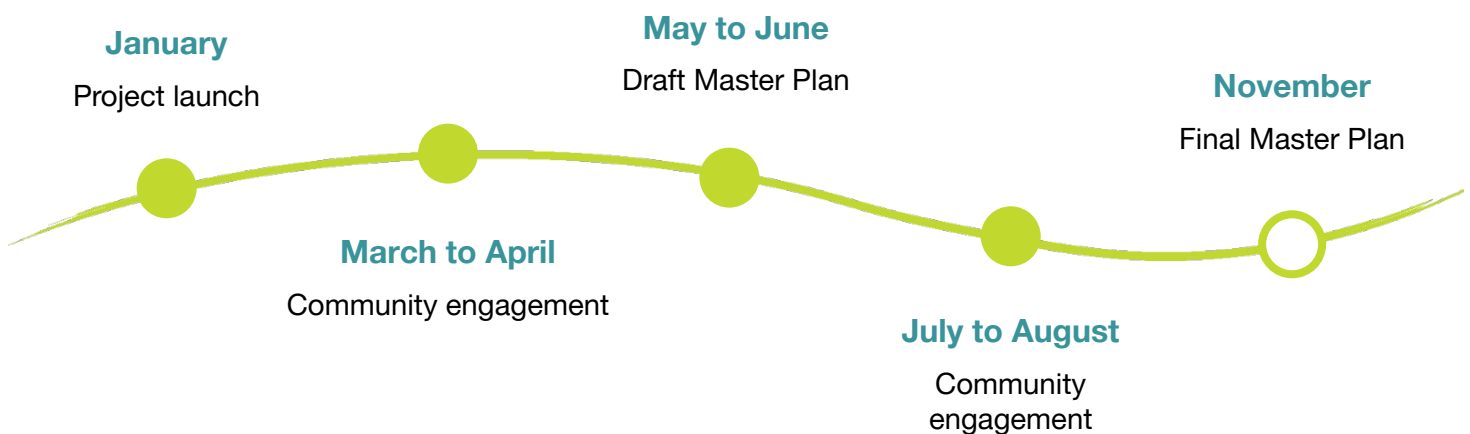 January
Project launch
March to April
Community engagement
May to June
Draft Master Plan
July to August
Community
engagement
November
Final Master Plan